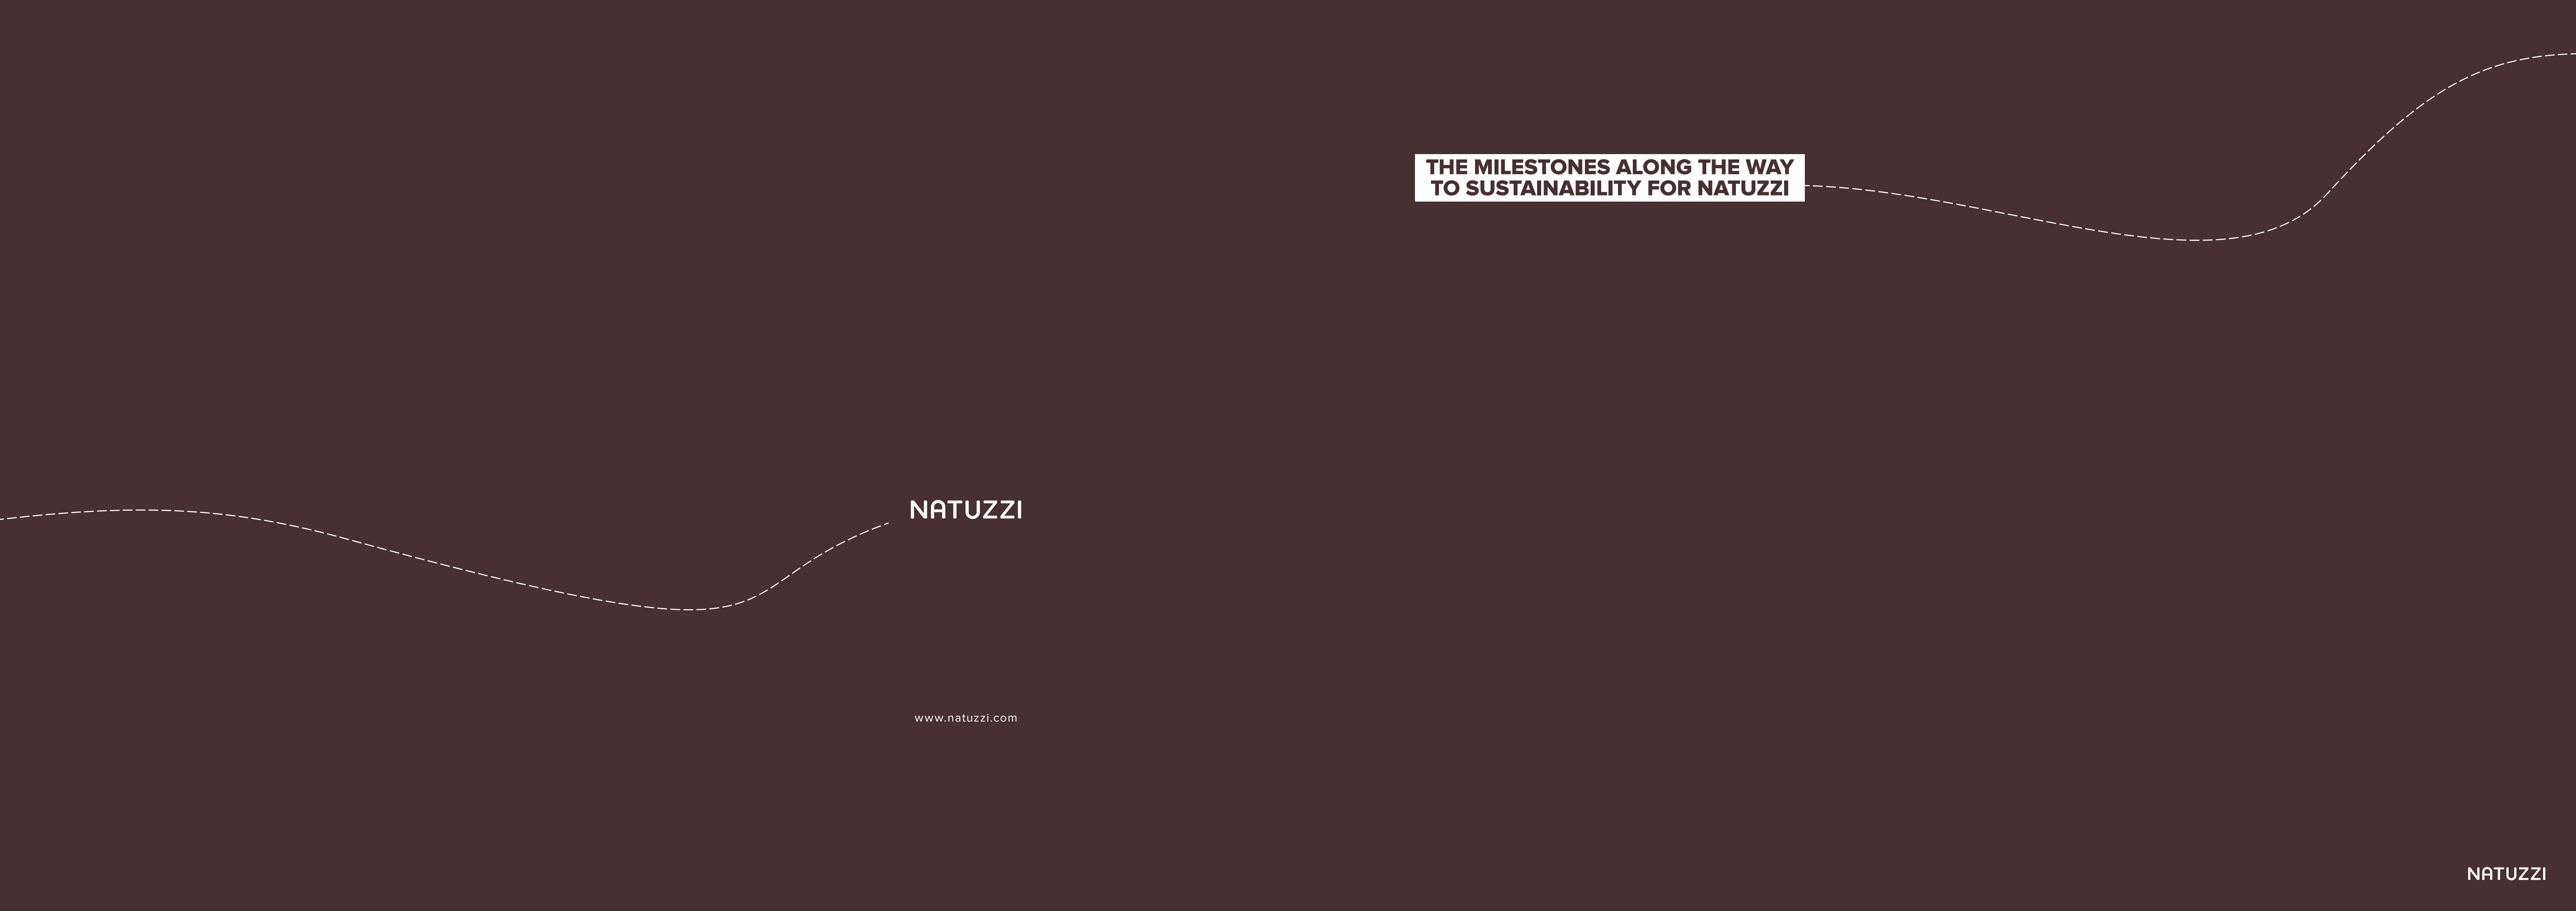 THE MILESTONES ALONG THE WAY
TO SUSTAINABILITY FOR NATUZZI
NATUZZI
www.natuzzi.com
NATUZZI